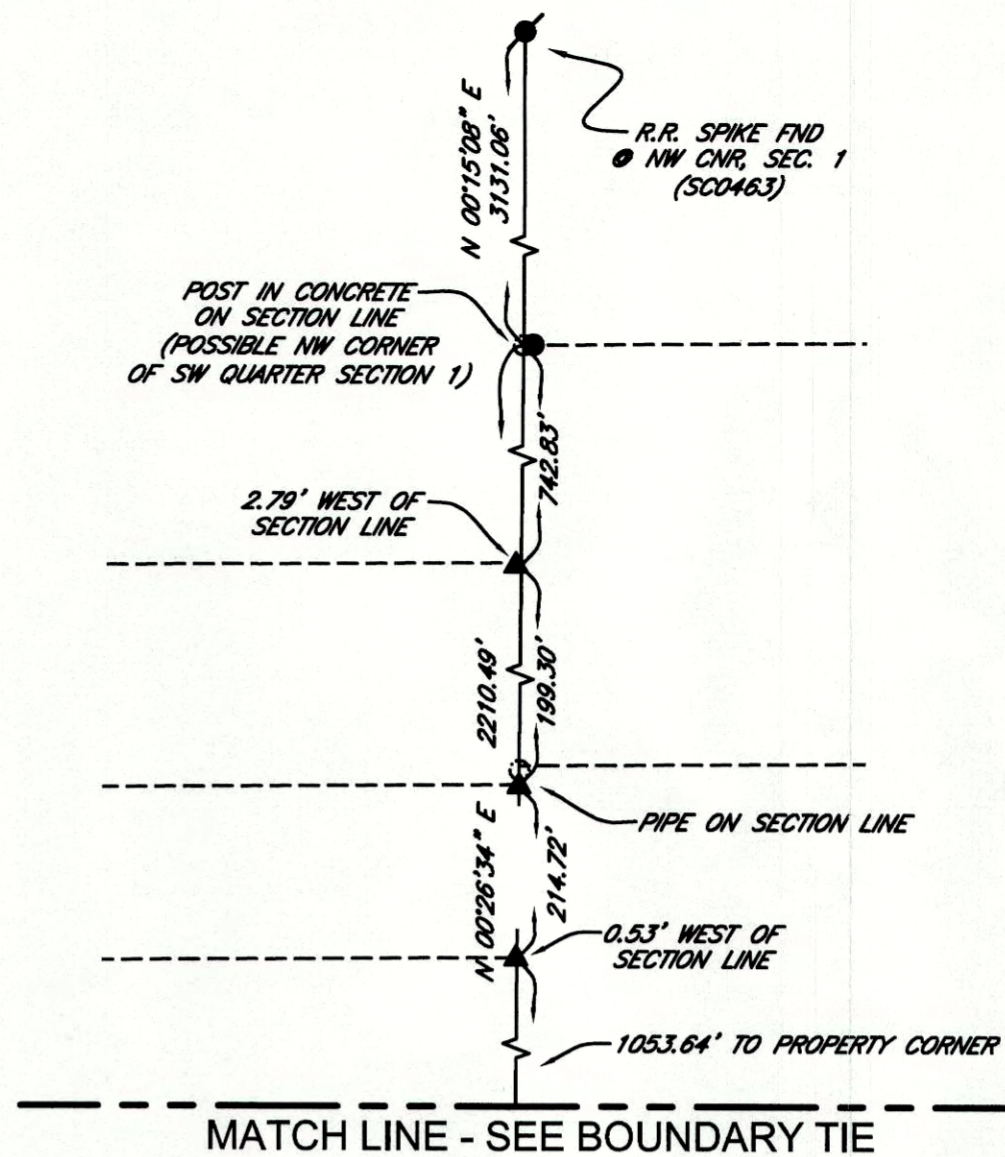 N 00°15'08" E
3131.06'
R.R. SPIKE FND
@ NW CNR, SEC. 1
(SC0463)
POST IN CONCRETE
ON SECTION LINE
(POSSIBLE NW CORNER
OF SW QUARTER SECTION 1)
742.83'
2.79' WEST OF
SECTION LINE
2210.49'
199.30'
PIPE ON SECTION LINE
N 00°26'34" E
214.72'
0.53' WEST OF
SECTION LINE
1053.64' TO PROPERTY CORNER
MATCH LINE - SEE BOUNDARY TIE